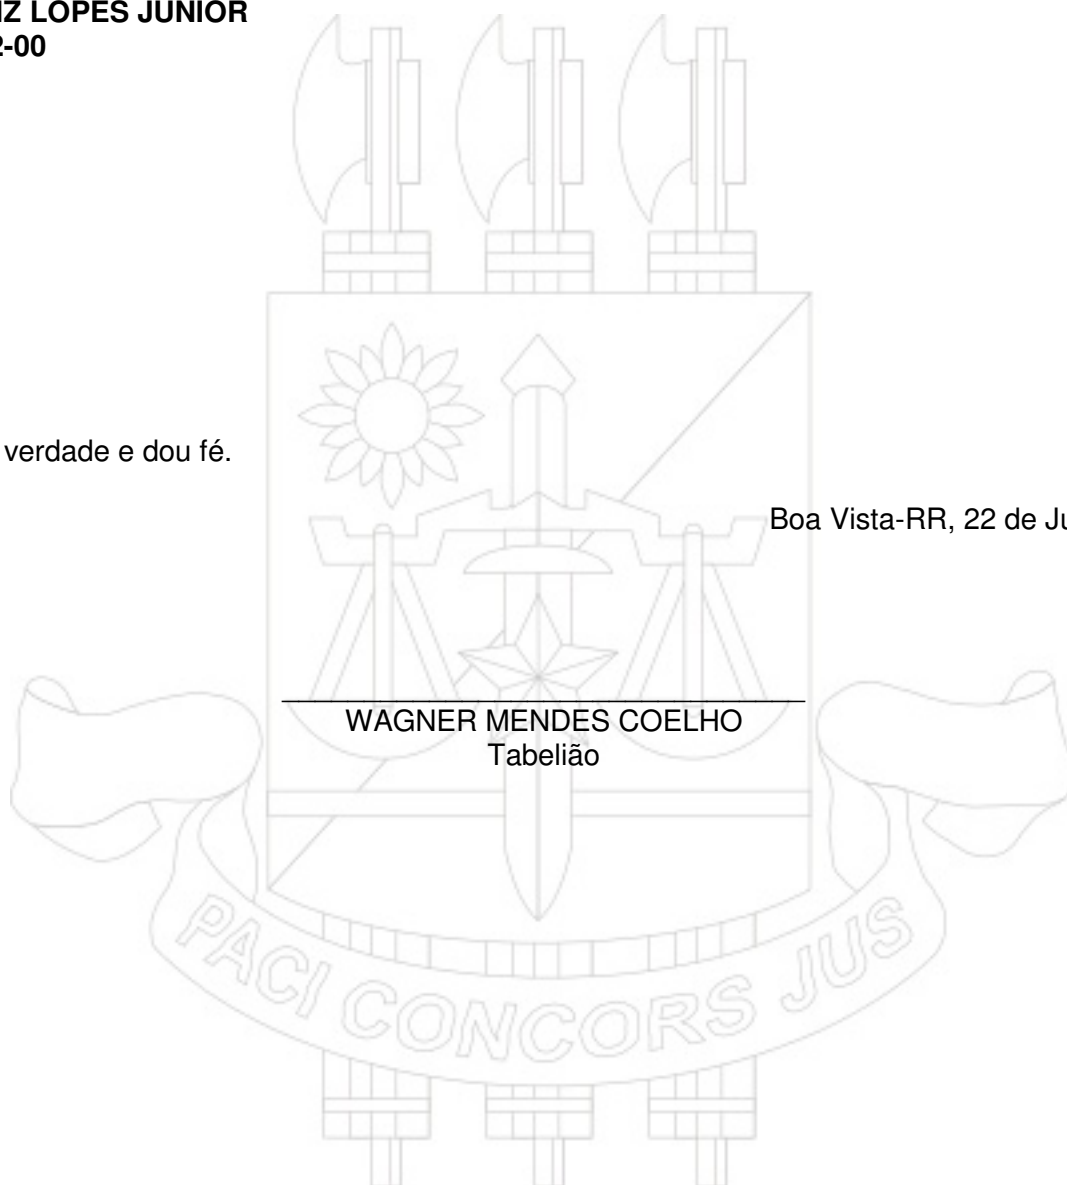 IZ LOPES JUNIOR
2-00
verdade e dou fé.
Boa Vista-RR, 22 de Ju
WAGNER MENDES COELHO
Tabelião
PACI CONCORS JUS